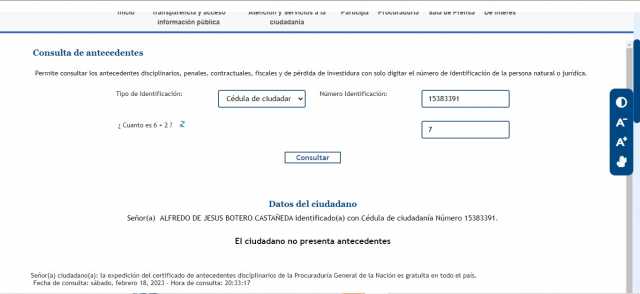 Inicio Transparencia y acceso Atención y servicios a la Participa Procuraduría Sala de Prensa De interés
información pública ciudadanía
Consulta de antecedentes
Permite consultar los antecedentes disciplinarios, penales, contractuales, fiscales y de pérdida de investidura con solo digitar el número de identificación de la persona natural o jurídica.
Tipo de Identificación: Cédula de ciudadar Número Identificación: 15383391
¿ Cuanto es 6 + 2 ? 7
Consultar
Datos del ciudadano
Señor(a) ALFREDO DE JESUS BOTERO CASTAÑEDA identificado(a) con Cédula de ciudadanía Número 15383391.
El ciudadano no presenta antecedentes
Señor(a) ciudadano(a): la expedición del certificado de antecedentes disciplinarios de la Procuraduría General de la Nación es gratuita en todo el país.
Fecha de consulta: sábado, febrero 18, 2023 - Hora de consulta: 20:33:17
A-
A+